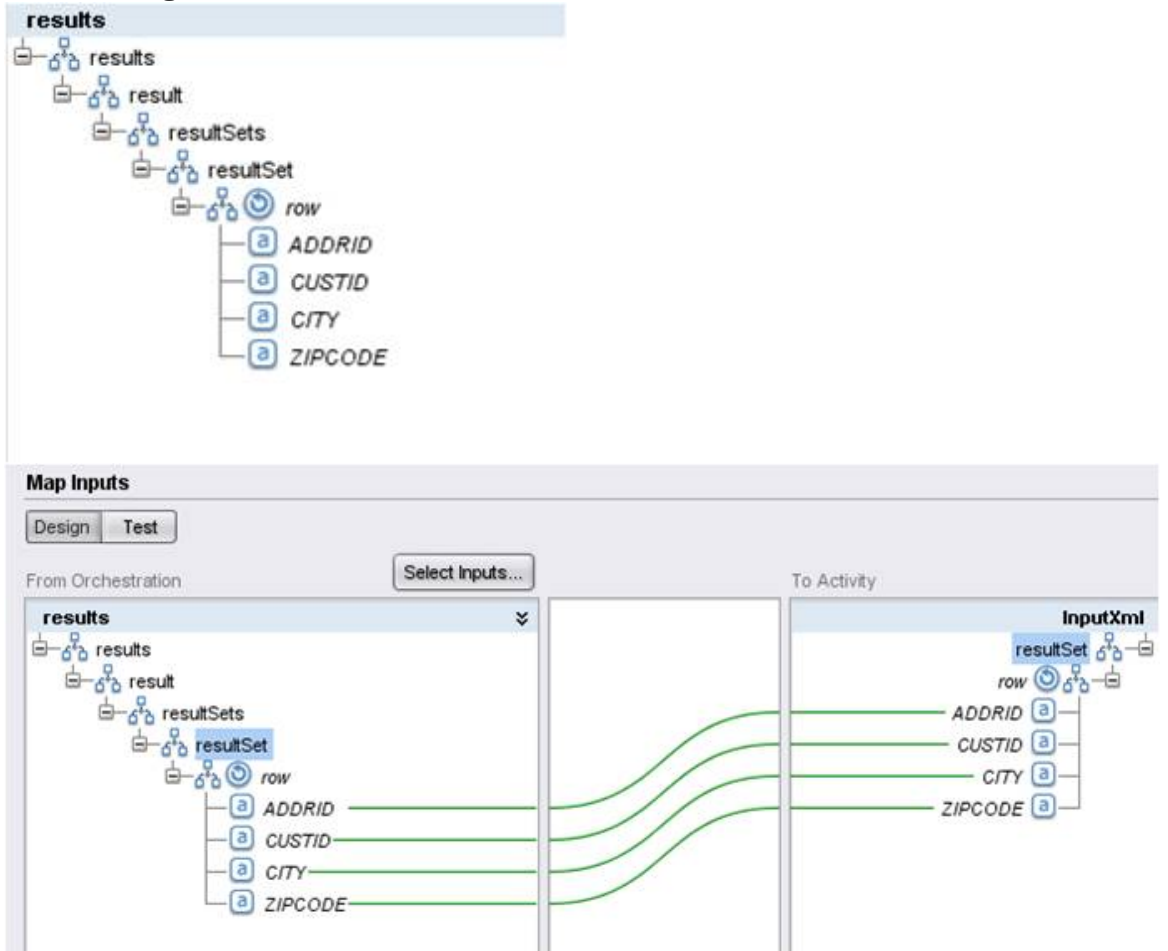 results
results
result
resultSets
resultSet
row
a ADDRID
a CUSTID
a CITY
a ZIPCODE
Map Inputs
Design Test
From Orchestration Select Inputs... To Activity
results InputXml
results resultSet
result row
resultSets ADDRID a
resultSet CUSTID a
row CITY a
a ADDRID ZIPCODE a
a CUSTID
a CITY
a ZIPCODE